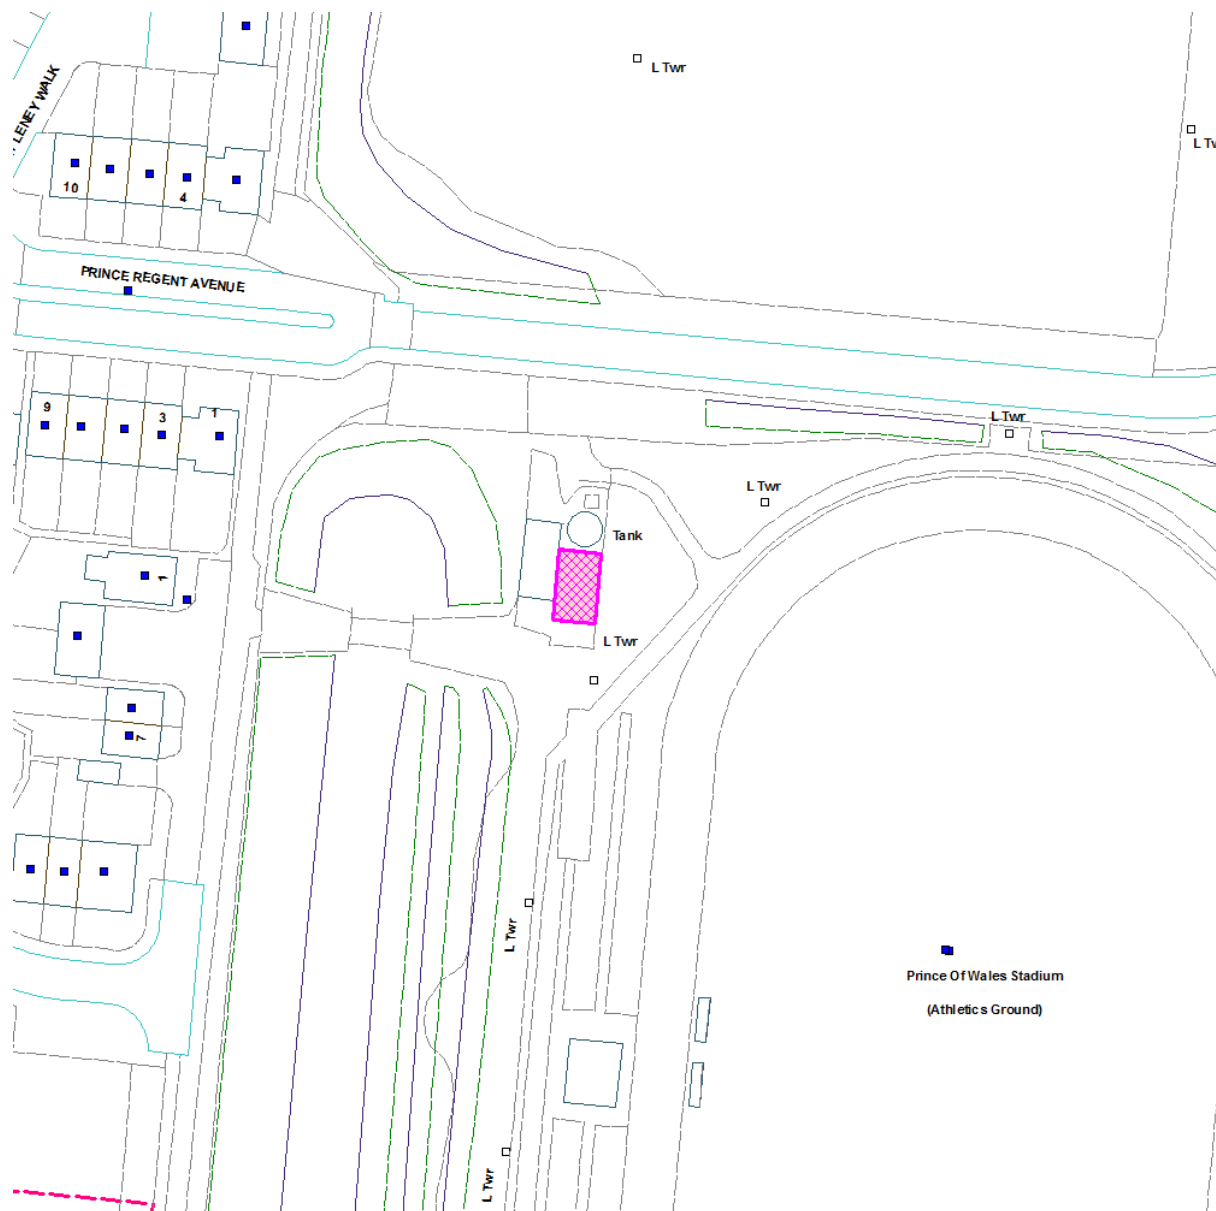 L Twr
L Tw
LENEY WALK
10
4
PRINCE REGENT AVENUE
9
3
1
L Twr
L Twr
Tank
1
L Twr
7
L Twr
Prince Of Wales Stadium
(Athletics Ground)
L Twr